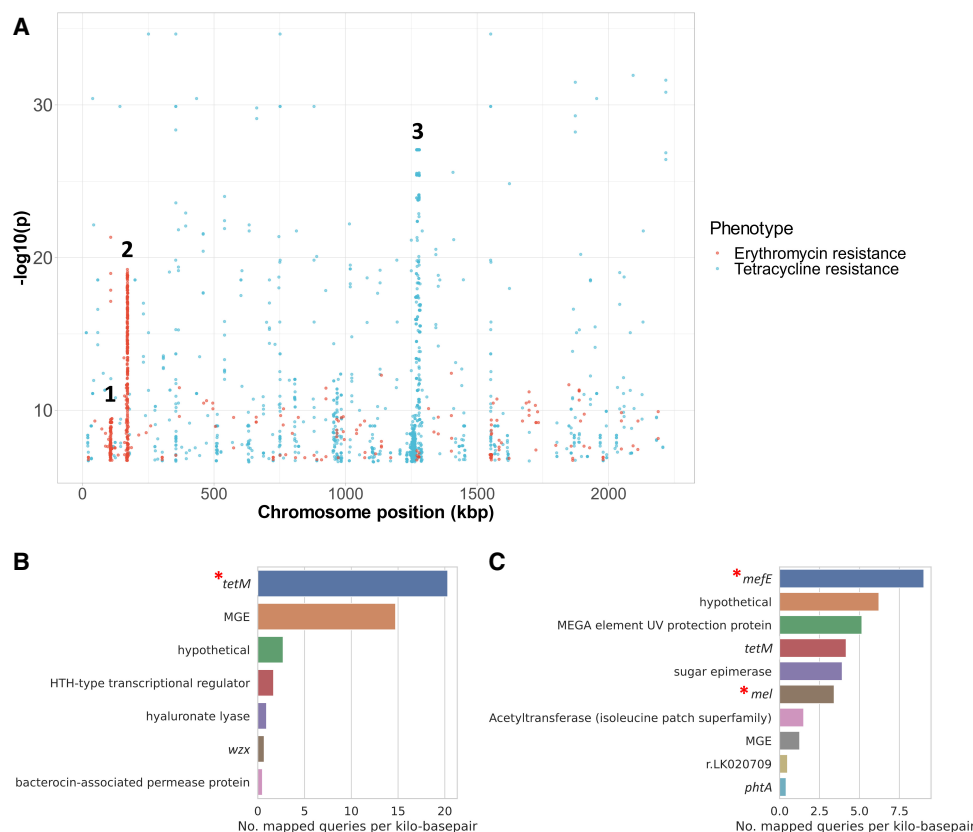 A
3
30
2
20
1
10
-log10(p)
0
500
1000
1500
2000
Chromosome position (kbp)
Phenotype
Erythromycin resistance
Tetracycline resistance
B
* tetM
MGE
hypothetical
HTH-type transcriptional regulator
hyaluronate lyase
wzx
bacterocin-associated permease protein
0
5
10
15
20
No. mapped queries per kilo-basepair
C
* mefE
hypothetical
MEGA element UV protection protein
tetM
sugar epimerase
* mel
Acetyltransferase (isoleucine patch superfamily)
MGE
r.LK020709
phtA
0.0
2.5
5.0
7.5
No. mapped queries per kilo-basepair